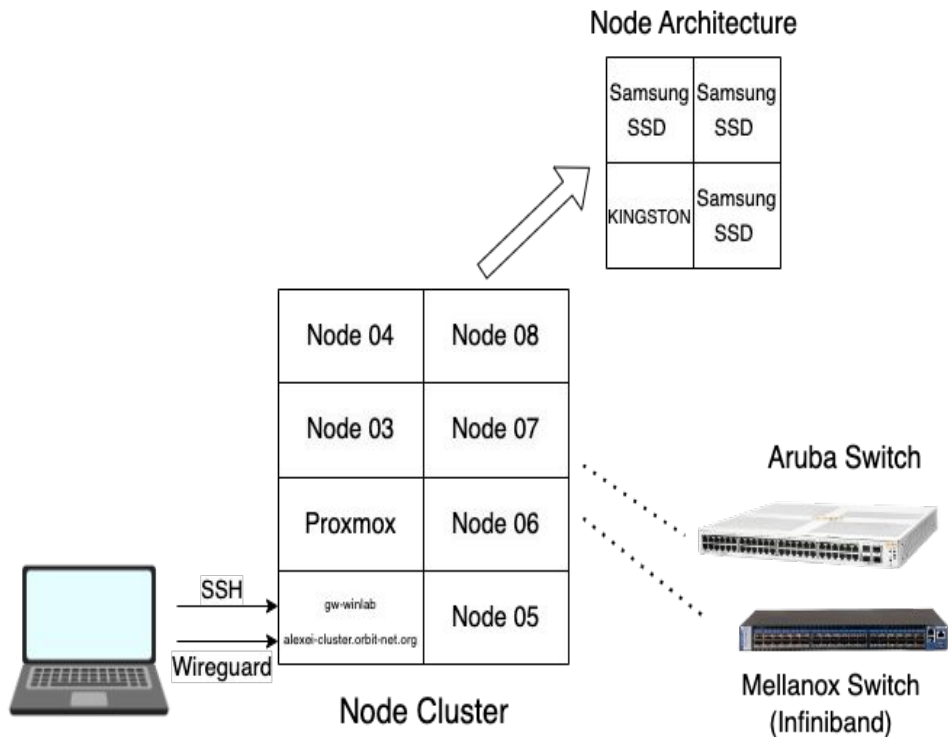 Node Architecture
Samsung
SSD
Samsung
SSD
KINGSTON
Samsung
SSD
Node 04
Node 08
Node 03
Node 07
Proxmox
Node 06
gw-winlab
alexei-cluster.orbit-net.org
Node 05
SSH
Wireguard
Node Cluster
Aruba Switch
Mellanox Switch
(Infiniband)